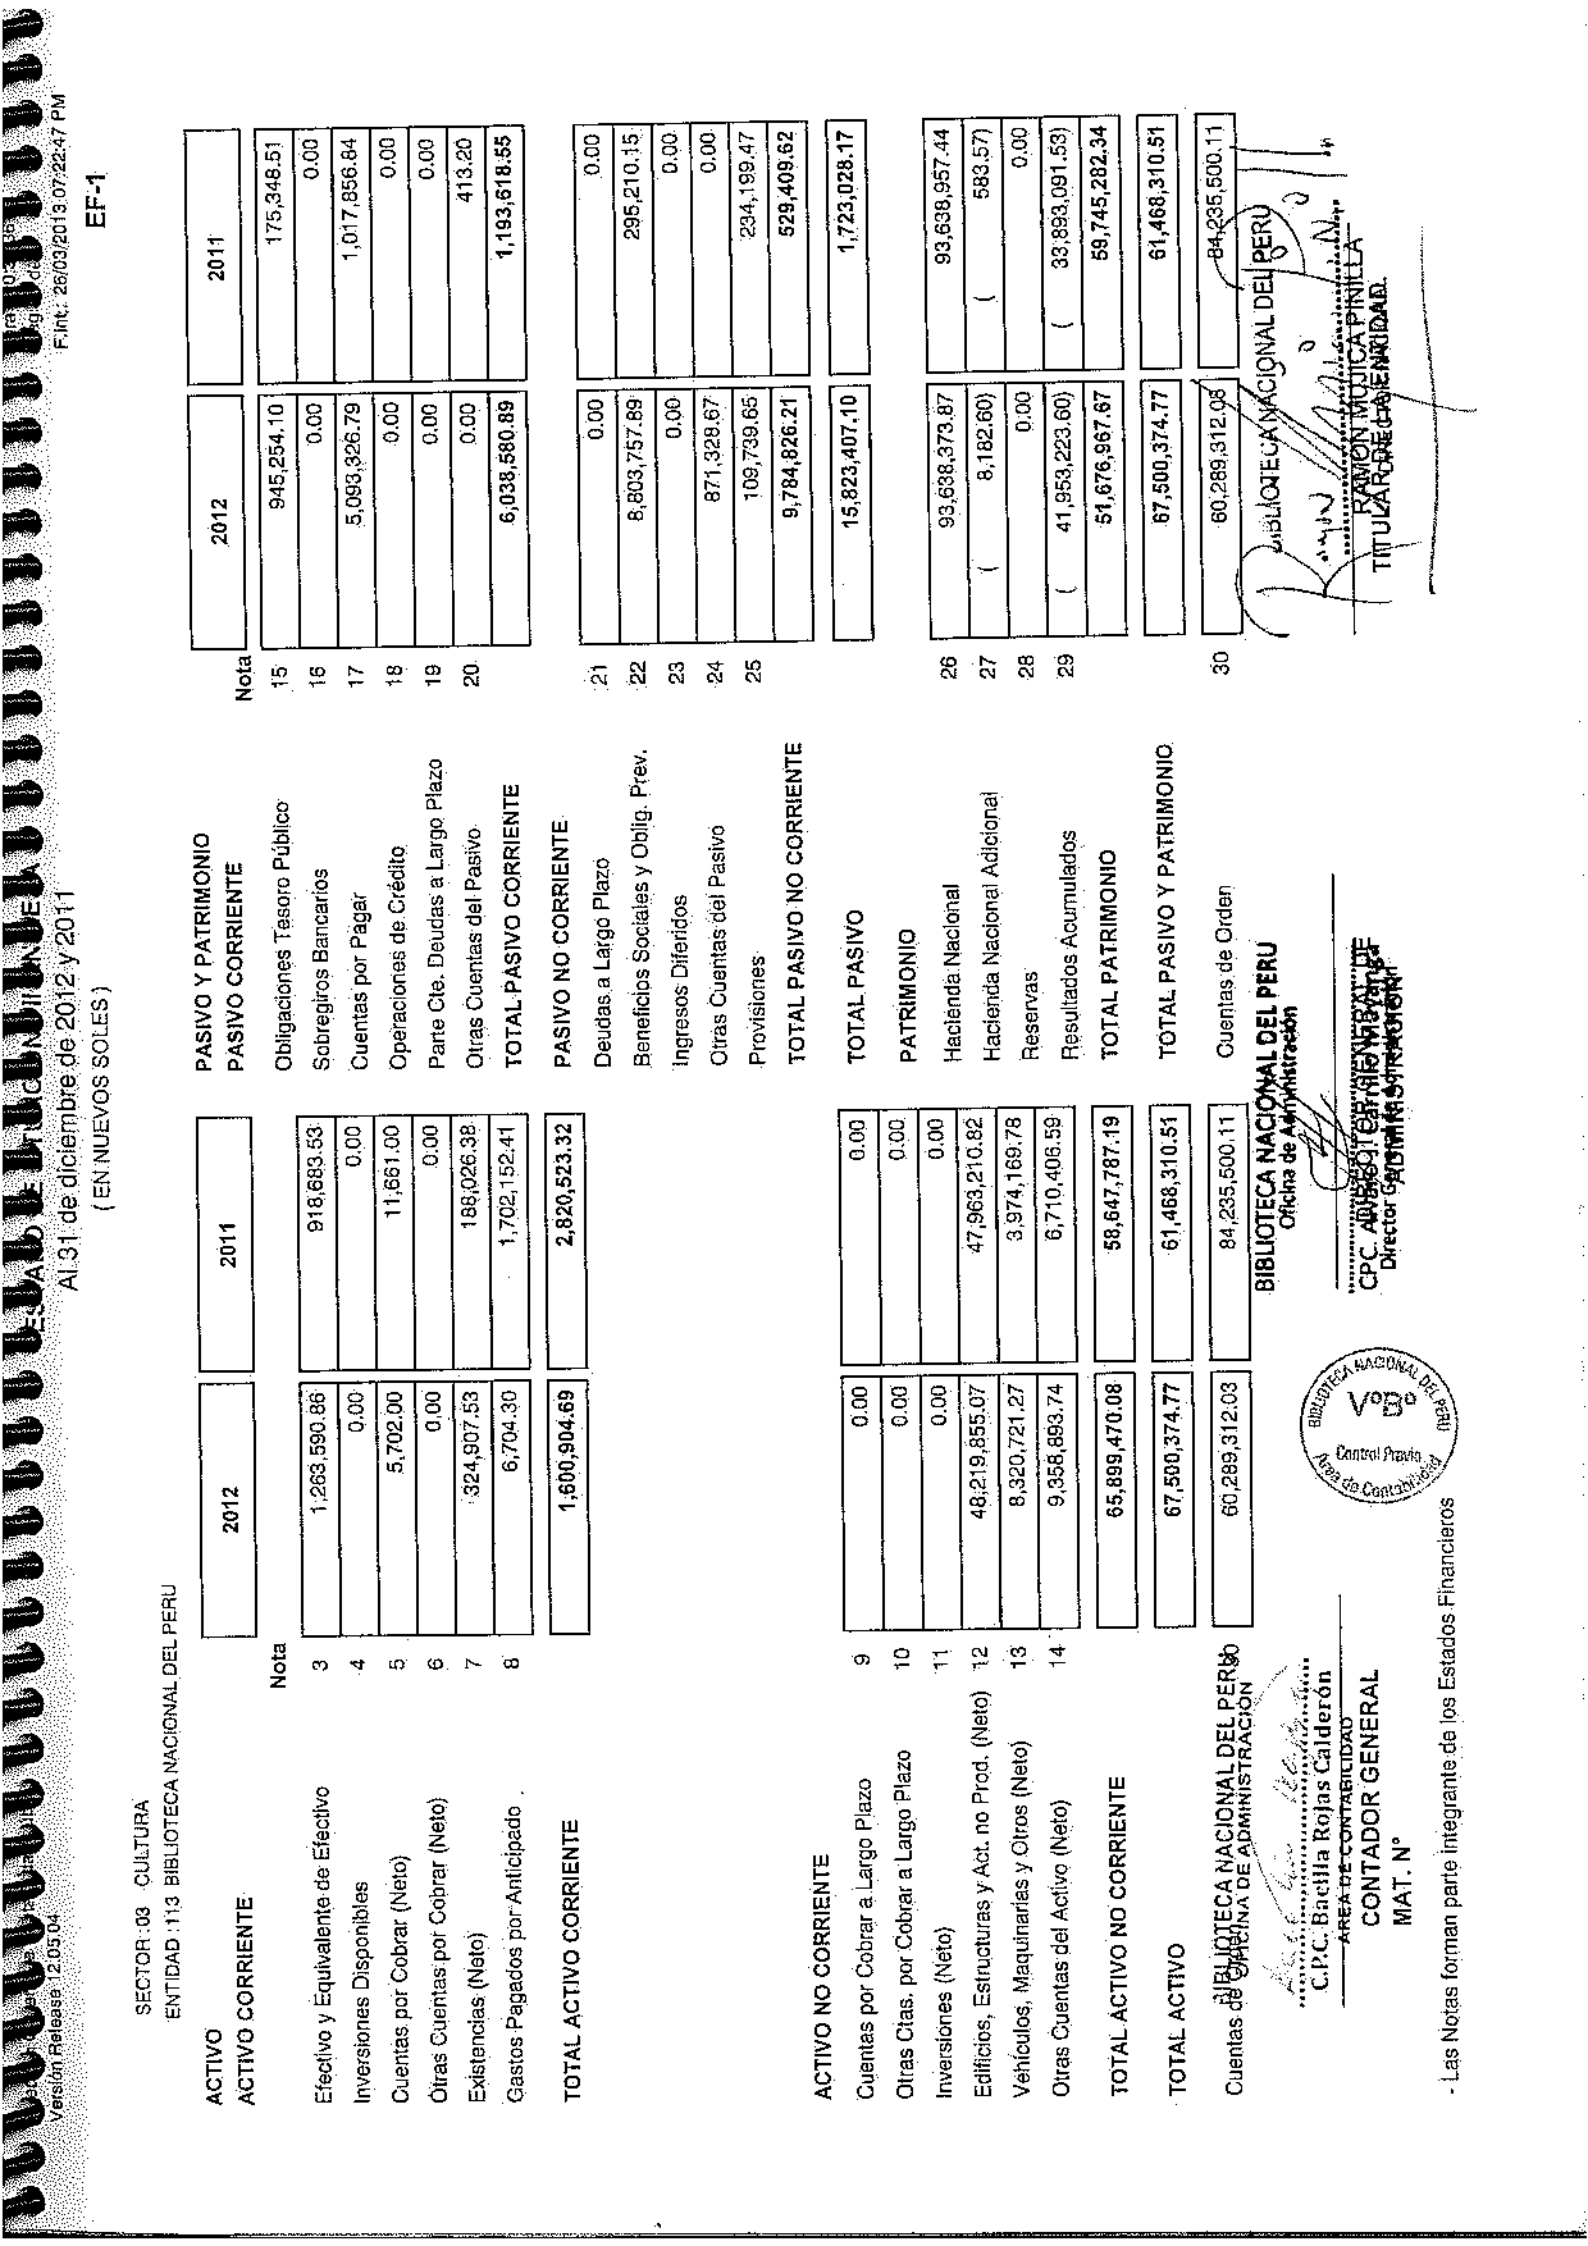 Versión Release 12.05.04
F.Int.: 26/03/2013 07:22:47 PM
EF-1
Al 31 de diciembre de 2012 y 2011
( EN NUEVOS SOLES )
SECTOR :03 CULTURA
ENTIDAD :113 BIBLIOTECA NACIONAL DEL PERU
ACTIVO
ACTIVO CORRIENTE
Nota 2012 2011
Efectivo y Equivalente de Efectivo 3 1,263,590.86 918,683.53
Inversiones Disponibles 4 0.00 0.00
Cuentas por Cobrar (Neto) 5 5,702.00 11,661.00
Otras Cuentas por Cobrar (Neto) 6 0.00 0.00
Existencias (Neto) 7 324,907.53 188,026.38
Gastos Pagados por Anticipado 8 6,704.30 1,702,152.41
TOTAL ACTIVO CORRIENTE 1,600,904.69 2,820,523.32
ACTIVO NO CORRIENTE
Cuentas por Cobrar a Largo Plazo 9 0.00 0.00
Otras Ctas. por Cobrar a Largo Plazo 10 0.00 0.00
Inversiones (Neto) 11 0.00 0.00
Edificios, Estructuras y Act. no Prod. (Neto) 12 48,219,855.07 47,963,210.82
Vehículos, Maquinarias y Otros (Neto) 13 8,320,721.27 3,974,169.78
Otras Cuentas del Activo (Neto) 14 9,358,893.74 6,710,406.59
TOTAL ACTIVO NO CORRIENTE 65,899,470.08 58,647,787.19
TOTAL ACTIVO 67,500,374.77 61,468,310.51
Cuentas de Orden 30 60,289,312.03 84,235,500.11
PASIVO Y PATRIMONIO
PASIVO CORRIENTE
Nota 2012 2011
Obligaciones Tesoro Público 15 945,254.10 175,348.51
Sobregiros Bancarios 16 0.00 0.00
Cuentas por Pagar 17 5,093,326.79 1,017,856.84
Operaciones de Crédito 18 0.00 0.00
Parte Cte. Deudas a Largo Plazo 19 0.00 0.00
Otras Cuentas del Pasivo 20 0.00 413.20
TOTAL PASIVO CORRIENTE 6,038,580.89 1,193,618.55
PASIVO NO CORRIENTE
Deudas a Largo Plazo 21 0.00 0.00
Beneficios Sociales y Oblig. Prev. 22 8,803,757.89 295,210.15
Ingresos Diferidos 23 0.00 0.00
Otras Cuentas del Pasivo 24 871,328.67 0.00
Provisiones 25 109,739.65 234,199.47
TOTAL PASIVO NO CORRIENTE 9,784,826.21 529,409.62
TOTAL PASIVO 15,823,407.10 1,723,028.17
PATRIMONIO
Hacienda Nacional 26 93,638,373.87 93,638,957.44
Hacienda Nacional Adicional 27 ( 8,182.60) ( 583.57)
Reservas 28 0.00 0.00
Resultados Acumulados 29 ( 41,953,223.60) ( 33,893,091.53)
TOTAL PATRIMONIO 51,676,967.67 59,745,282.34
TOTAL PASIVO Y PATRIMONIO 67,500,374.77 61,468,310.51
Cuentas de Orden 30 60,289,312.03 84,235,500.11
BIBLIOTECA NACIONAL DEL PERU
OFICINA DE ADMINISTRACIÓN
C.P.C. Bacilia Rojas Calderón
AREA DE CONTABILIDAD
CONTADOR GENERAL
MAT. N°
BIBLIOTECA NACIONAL DEL PERU
V°B°
Control Previo
Area de Contabilidad
BIBLIOTECA NACIONAL DEL PERU
Oficina de Administración
DIRECTOR GENERAL DE
ADMINISTRACION
BIBLIOTECA NACIONAL DEL PERU
RAMÓN MUJICA PINILLA
TITULAR DE LA ENTIDAD
- Las Notas forman parte integrante de los Estados Financieros